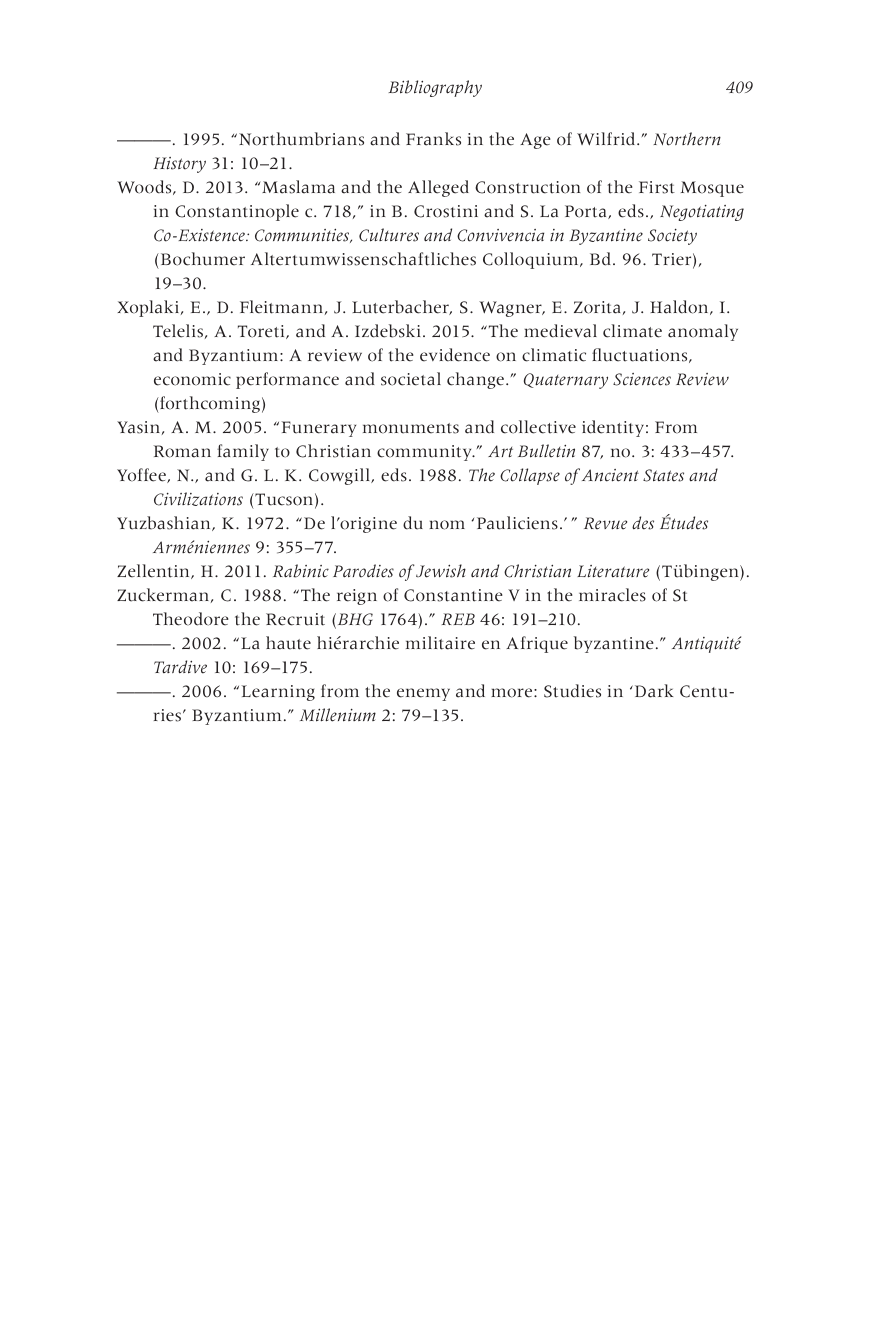 Bibliography 409
———. 1995. “Northumbrians and Franks in the Age of Wilfrid.” Northern
History 31: 10–21.
Woods, D. 2013. “Maslama and the Alleged Construction of the First Mosque
in Constantinople c. 718,” in B. Crostini and S. La Porta, eds., Negotiating
Co-Existence: Communities, Cultures and Convivencia in Byzantine Society
(Bochumer Altertumwissenschaftliches Colloquium, Bd. 96. Trier),
19–30.
Xoplaki, E., D. Fleitmann, J. Luterbacher, S. Wagner, E. Zorita, J. Haldon, I.
Telelis, A. Toreti, and A. Izdebski. 2015. “The medieval climate anomaly
and Byzantium: A review of the evidence on climatic fluctuations,
economic performance and societal change.” Quaternary Sciences Review
(forthcoming)
Yasin, A. M. 2005. “Funerary monuments and collective identity: From
Roman family to Christian community.” Art Bulletin 87, no. 3: 433–457.
Yoffee, N., and G. L. K. Cowgill, eds. 1988. The Collapse of Ancient States and
Civilizations (Tucson).
Yuzbashian, K. 1972. “De l’origine du nom ‘Pauliciens.’ ” Revue des Études
Arméniennes 9: 355–77.
Zellentin, H. 2011. Rabinic Parodies of Jewish and Christian Literature (Tübingen).
Zuckerman, C. 1988. “The reign of Constantine V in the miracles of St
Theodore the Recruit (BHG 1764).” REB 46: 191–210.
———. 2002. “La haute hiérarchie militaire en Afrique byzantine.” Antiquité
Tardive 10: 169–175.
———. 2006. “Learning from the enemy and more: Studies in ‘Dark Centu-
ries’ Byzantium.” Millenium 2: 79–135.